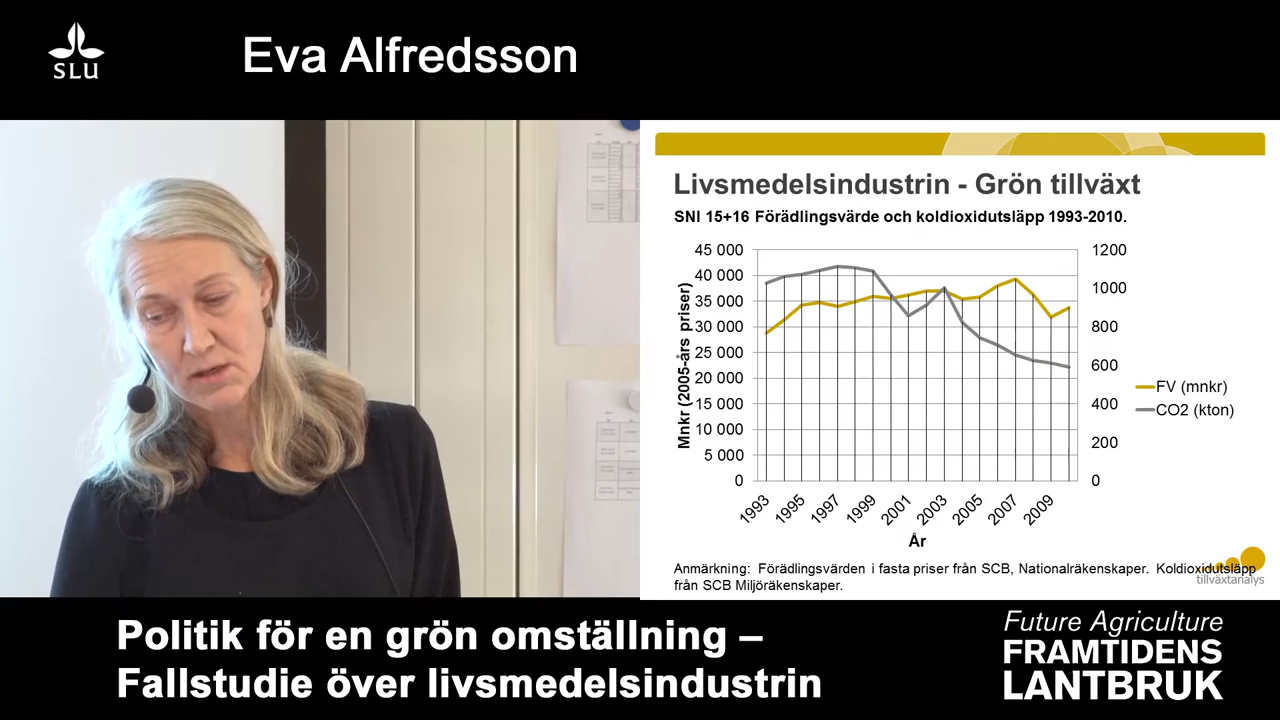 SLU
Eva Alfredsson
Livsmedelsindustrin - Grön tillväxt
SNI 15+16 Förädlingsvärde och koldioxidutsläpp 1993-2010.
45 000
40 000
35 000
30 000
25 000
20 000
15 000
10 000
5 000
0
Mnkr (2005-års priser)
1200
1000
800
600
400
200
0
FV (mnkr)
CO2 (kton)
1993
1995
1997
1999
2001
2003
2005
2007
2009
År
Anmärkning: Förädlingsvärden i fasta priser från SCB, Nationalräkenskaper. Koldioxidutsläpp
från SCB Miljöräkenskaper.
tillväxtanalys
Politik för en grön omställning –
Fallstudie över livsmedelsindustrin
Future Agriculture
FRAMTIDENS
LANTBRUK